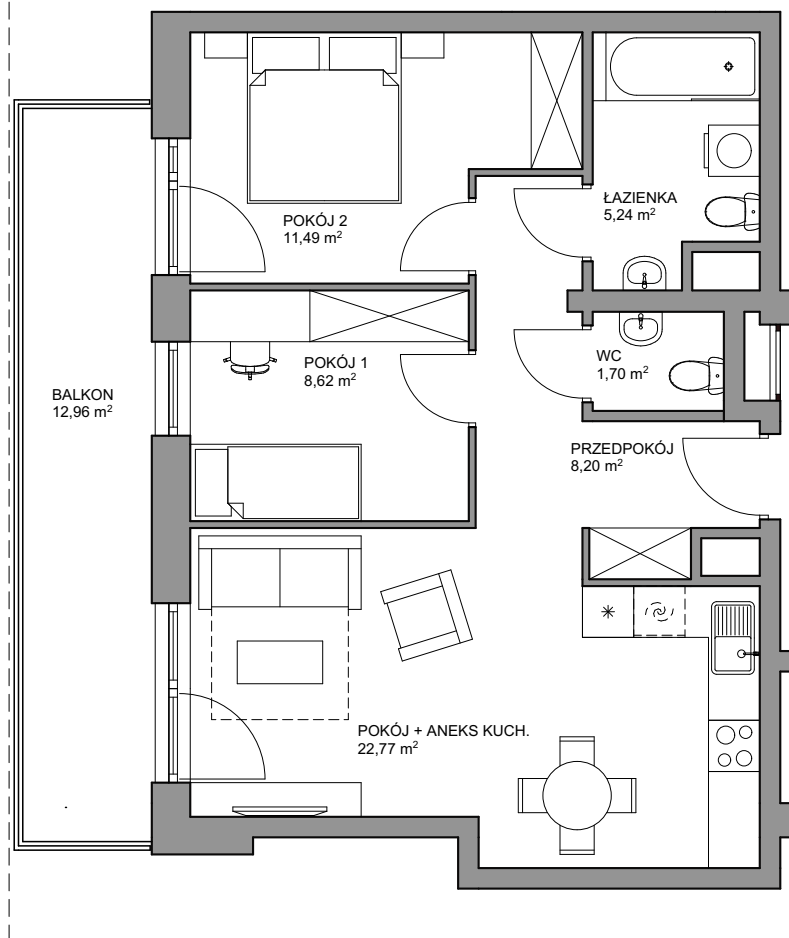 POKÓJ 2
11,49 m²
ŁAZIENKA
5,24 m²
POKÓJ 1
8,62 m²
WC
1,70 m²
BALKON
12,96 m²
PRZEDPOKÓJ
8,20 m²
POKÓJ + ANEKS KUCH.
22,77 m²